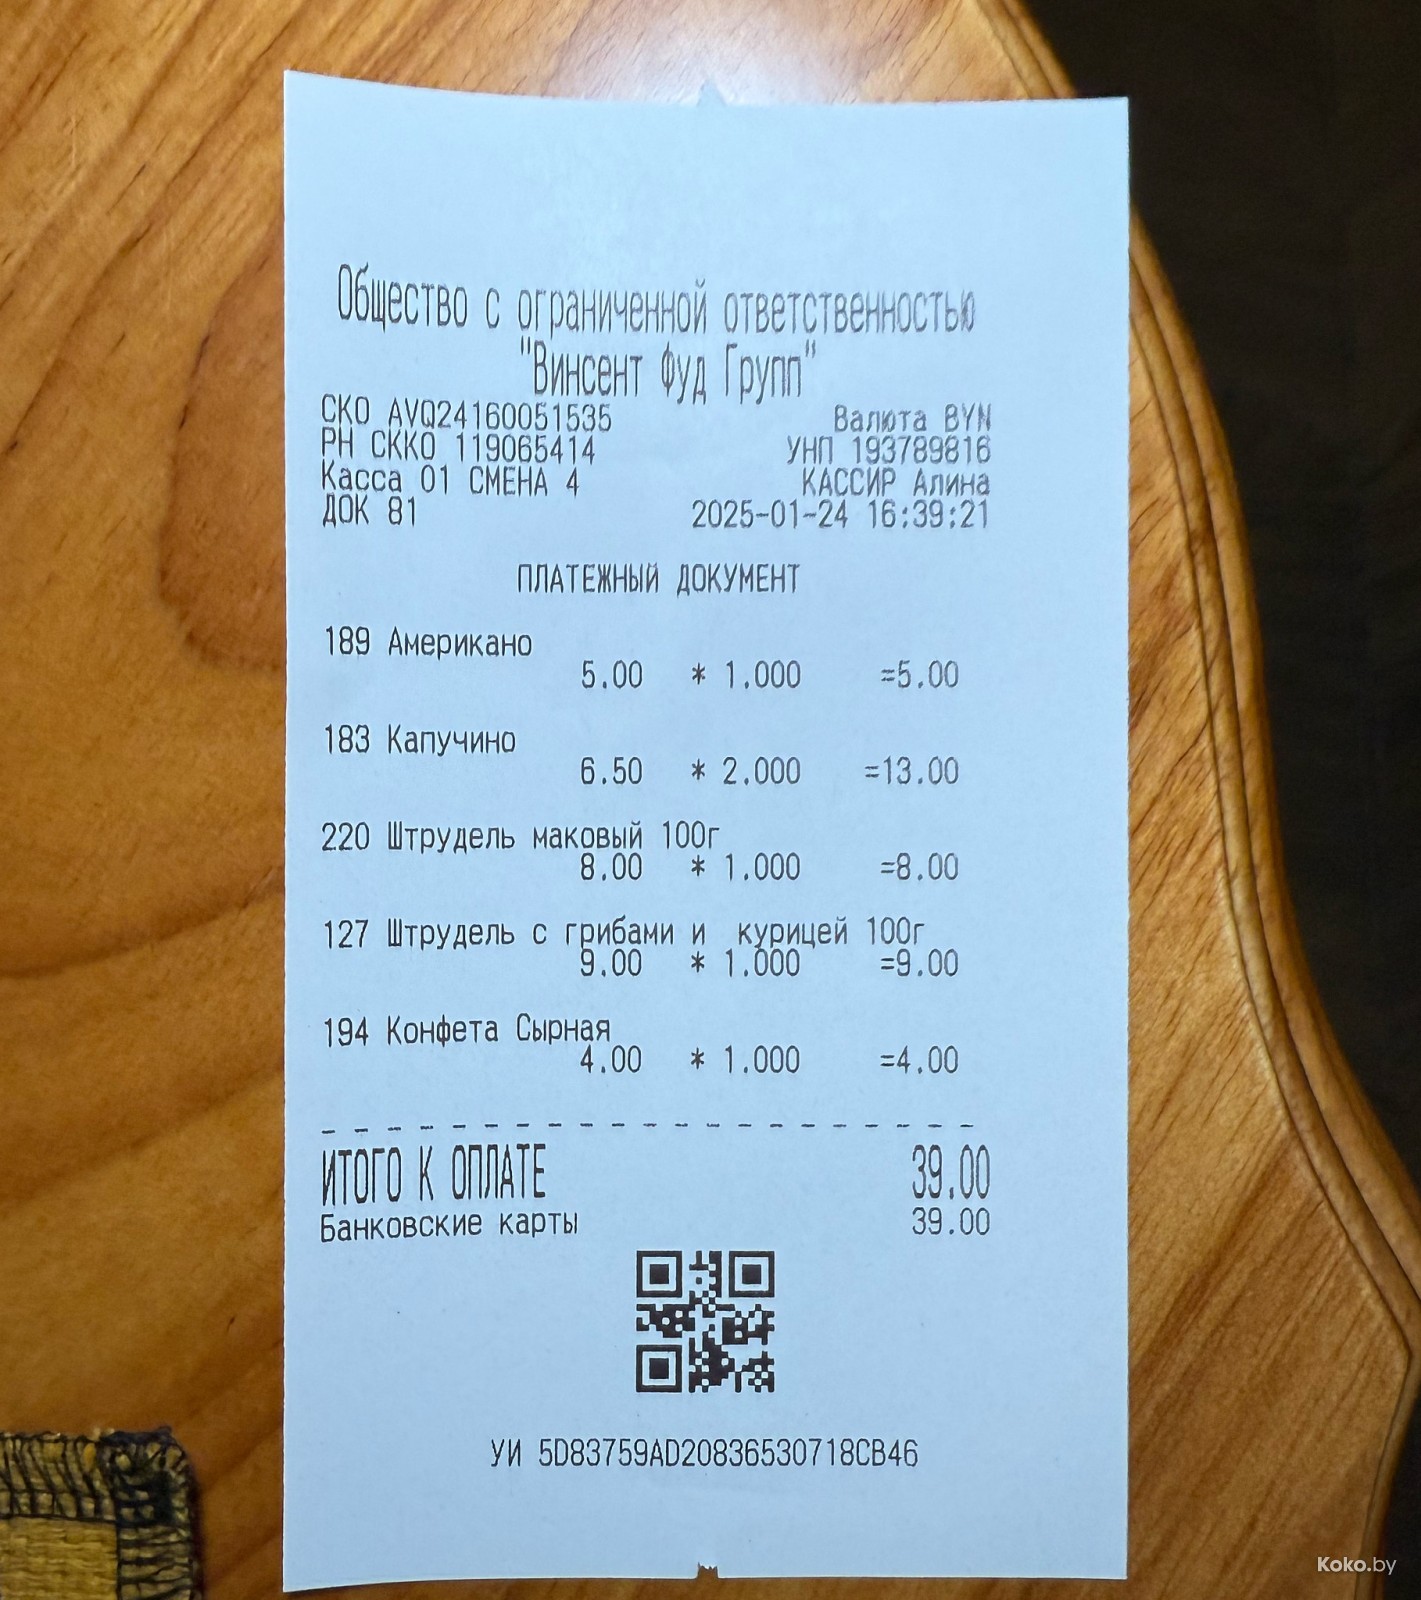 Общество с ограниченной ответственностью
"Винсент Фуд Групп"
СКО AVQ24160051535 Валюта BYN
РН СККО 119065414 УНП 193789816
Касса 01 СМЕНА 4 КАССИР Алина
ДОК 81 2025-01-24 16:39:21
ПЛАТЕЖНЫЙ ДОКУМЕНТ
189 Американо
5.00 * 1.000 =5.00
183 Капучино
6.50 * 2.000 =13.00
220 Штрудель маковый 100г
8.00 * 1.000 =8.00
127 Штрудель с грибами и курицей 100г
9.00 * 1.000 =9.00
194 Конфета Сырная
4.00 * 1.000 =4.00
ИТОГО К ОПЛАТЕ 39.00
Банковские карты 39.00
УИ 5D83759AD20836530718CB46
Koko.by